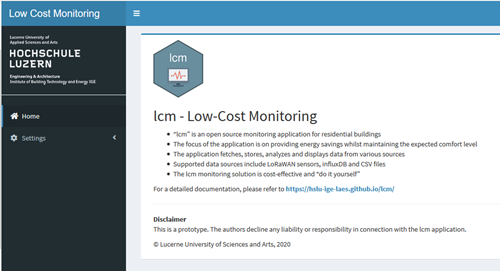 Low Cost Monitoring
Lucerne University of
Applied Sciences and Arts
HOCHSCHULE
LUZERN
Engineering & Architecture
Institute of Building Technology and Energy IGE
Home
Settings
lcm
lcm - Low-Cost Monitoring
“lcm” is an open source monitoring application for residential buildings
The focus of the application is on providing energy savings whilst maintaining the expected comfort level
The application fetches, stores, analyzes and displays data from various sources
Supported data sources include LoRaWAN sensors, influxDB and CSV files
The lcm monitoring solution is cost-effective and “do it yourself”
For a detailed documentation, please refer to https://hslu-ige-laes.github.io/lcm/
Disclaimer
This is a prototype. The authors decline any liability or responsibility in connection with the lcm application.
© Lucerne University of Sciences and Arts, 2020